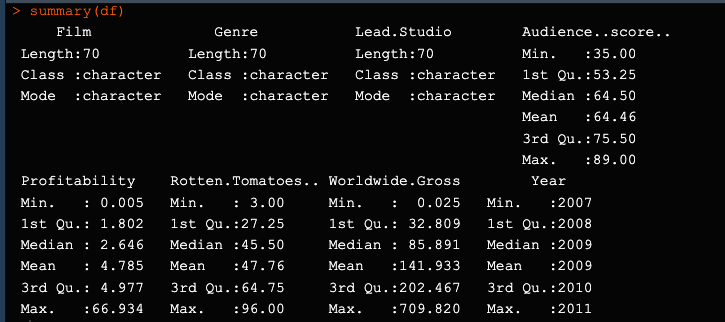 > summary(df)
Film Genre Lead.Studio Audience..score..
Length:70 Length:70 Length:70 Min. :35.00
Class :character Class :character Class :character 1st Qu.:53.25
Mode :character Mode :character Mode :character Median :64.50
Mean :64.46
3rd Qu.:75.50
Max. :89.00
Profitability Rotten.Tomatoes.. Worldwide.Gross Year
Min. : 0.005 Min. : 3.00 Min. : 0.025 Min. :2007
1st Qu.: 1.802 1st Qu.:27.25 1st Qu.: 32.809 1st Qu.:2008
Median : 2.646 Median :45.50 Median : 85.891 Median :2009
Mean : 4.785 Mean :47.76 Mean :141.933 Mean :2009
3rd Qu.: 4.977 3rd Qu.:64.75 3rd Qu.:202.467 3rd Qu.:2010
Max. :66.934 Max. :96.00 Max. :709.820 Max. :2011